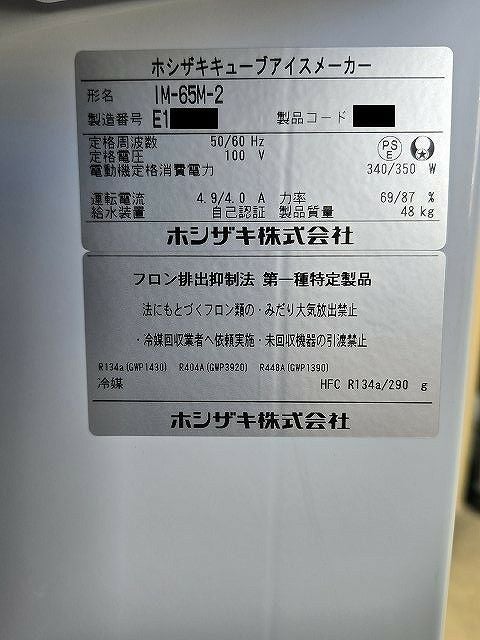 ホシザキキューブアイスメーカー
形名 IM-65M-2
製造番号 E1 製品コード
定格周波数 50/60 Hz
定格電圧 100 V
電動機定格消費電力 340/350 W
PS E
運転電流 4.9/4.0 A 力率 69/87 %
給水装置 自己認証 製品質量 48 kg
ホシザキ株式会社
フロン排出抑制法 第一種特定製品
法にもとづくフロン類の・みだり大気放出禁止
・冷媒回収業者へ依頼実施・未回収機器の引渡禁止
R134a(GWP1430) R404A(GWP3920) R448A(GWP1390)
冷媒 HFC R134a/290 g
ホシザキ株式会社